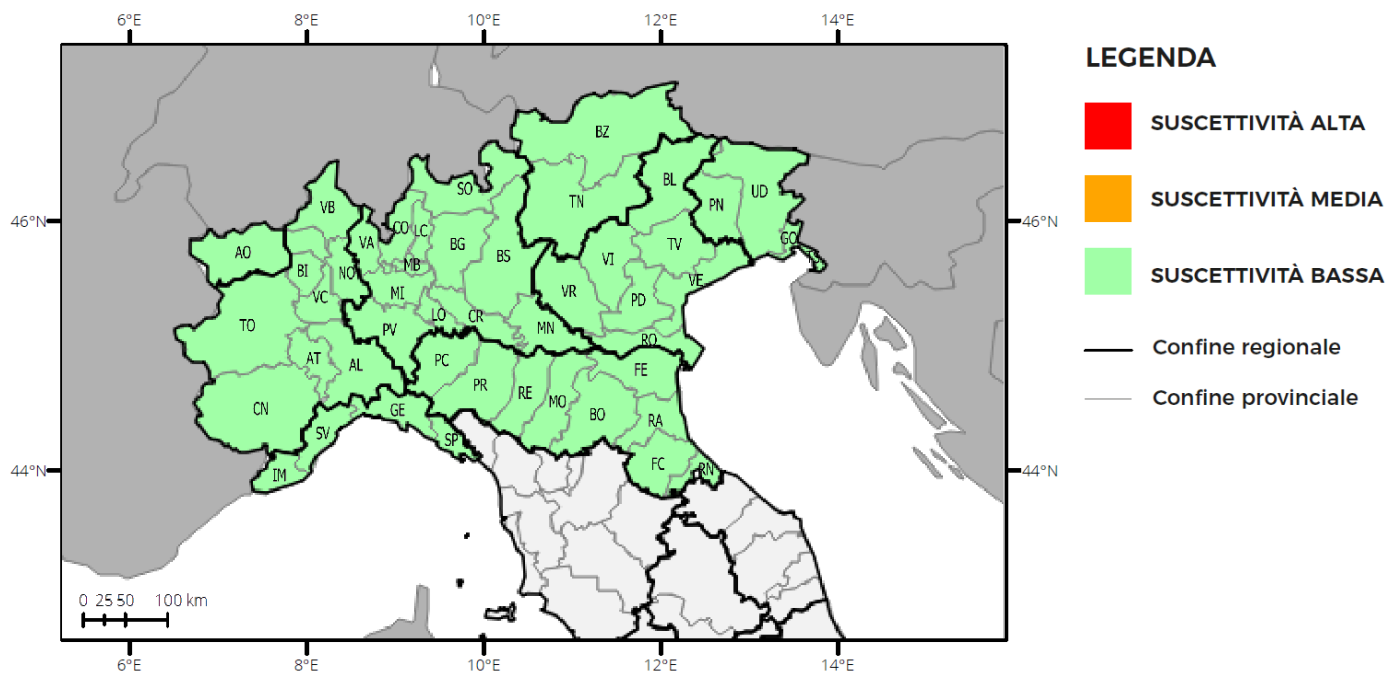 6°E 8°E 10°E 12°E 14°E
LEGENDA
SUSCETTIVITÀ ALTA
SUSCETTIVITÀ MEDIA
SUSCETTIVITÀ BASSA
Confine regionale
Confine provinciale
BZ
SO BL UD
VB TN PN
46°N 46°N
CO LC
VA BG TV GO
AO BS VI
BI NO MB
VC MI VR PD VE
LO CR
TO PV MN RO
AT AL PC FE
PR RE MO
CN GE BO RA
SV SP
44°N FC RN 44°N
IM
0 25 50 100 km
6°E 8°E 10°E 12°E 14°E